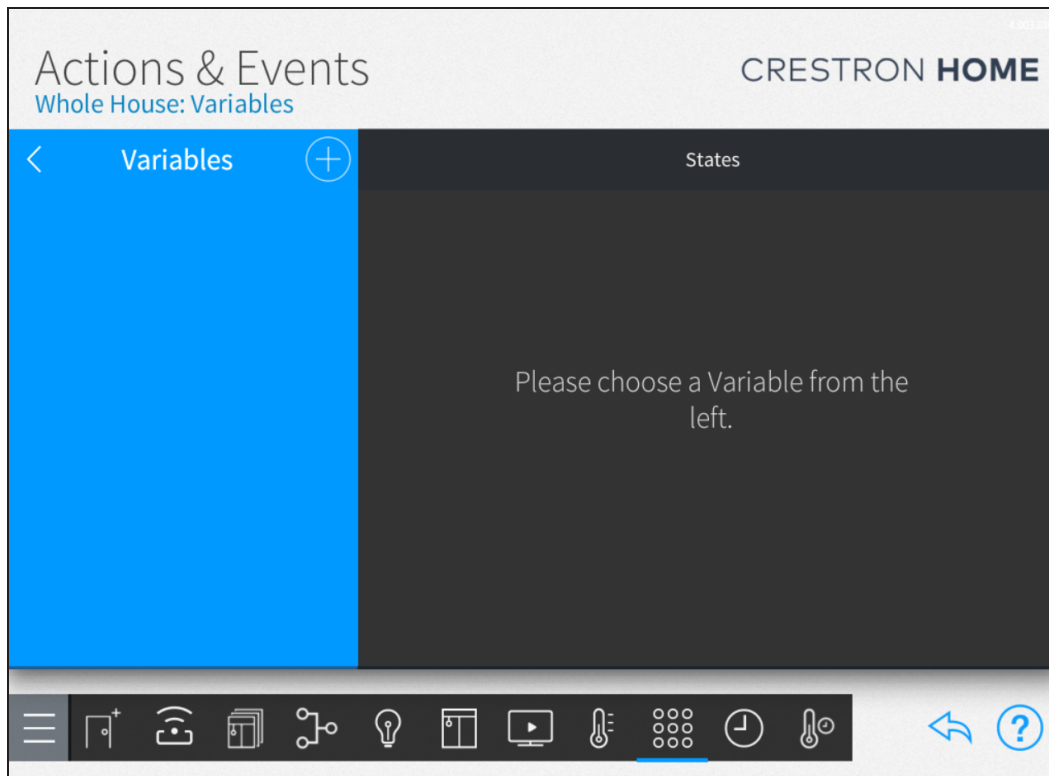 Actions & Events
CRESTRON HOME
Whole House: Variables
Variables
States
Please choose a Variable from the
left.
?